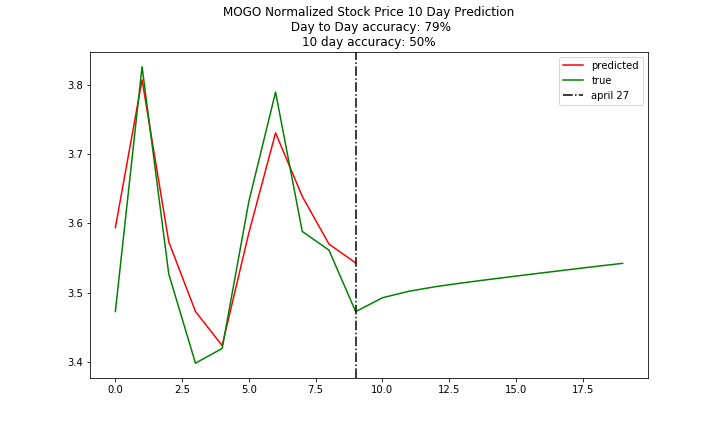 MOGO Normalized Stock Price 10 Day Prediction
Day to Day accuracy: 79%
10 day accuracy: 50%
predicted
true
april 27
3.8
3.7
3.6
3.5
3.4
0.0 2.5 5.0 7.5 10.0 12.5 15.0 17.5